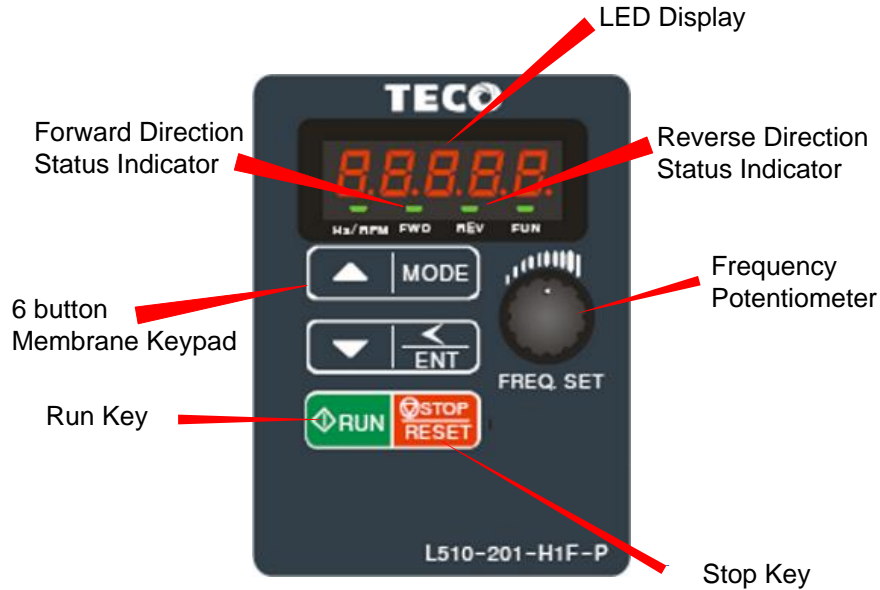 LED Display
TECO
Forward Direction
Status Indicator
Reverse Direction
Status Indicator
8.8.8.8.8.
Hz/RPM FWD REV FUN
MODE
Frequency
Potentiometer
6 button
Membrane Keypad
ENT
FREQ. SET
Run Key
RUN
STOP
RESET
L510-201-H1F-P
Stop Key